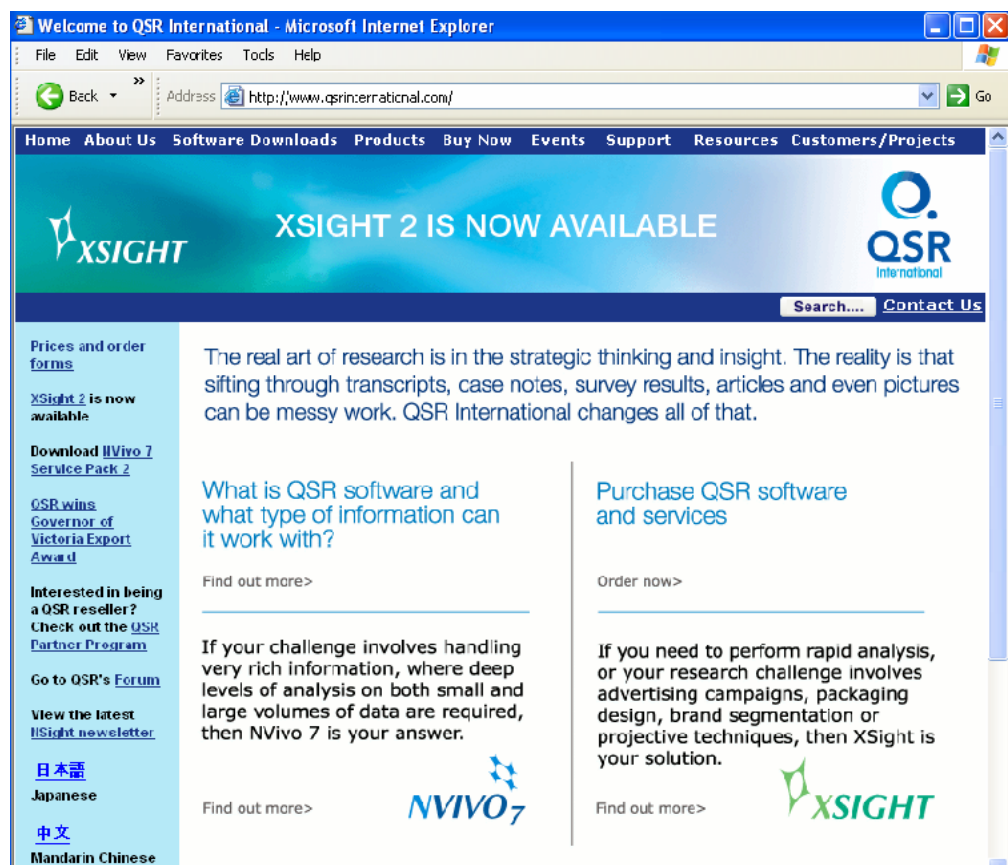 Welcome to QSR International - Microsoft Internet Explorer
File Edit View Favorites Tools Help
Back » Address http://www.qsrinternational.com/ Go
Home About Us Software Downloads Products Buy Now Events Support Resources Customers/Projects
XSIGHT
XSIGHT 2 IS NOW AVAILABLE
Q.
QSR
International
Search.... Contact Us
Prices and order
forms
XSight 2 is now
available
Download NVivo 7
Service Pack 2
QSR wins
Governor of
Victoria Export
Award
Interested in being
a QSR reseller?
Check out the QSR
Partner Program
Go to QSR's Forum
View the latest
NSight newsletter
日本語
Japanese
中文
Mandarin Chinese
The real art of research is in the strategic thinking and insight. The reality is that
sifting through transcripts, case notes, survey results, articles and even pictures
can be messy work. QSR International changes all of that.
What is QSR software and
what type of information can
it work with?
Find out more>
If your challenge involves handling
very rich information, where deep
levels of analysis on both small and
large volumes of data are required,
then NVivo 7 is your answer.
Find out more>
NVIVO7
Purchase QSR software
and services
Order now>
If you need to perform rapid analysis,
or your research challenge involves
advertising campaigns, packaging
design, brand segmentation or
projective techniques, then XSight is
your solution.
Find out more>
XSIGHT